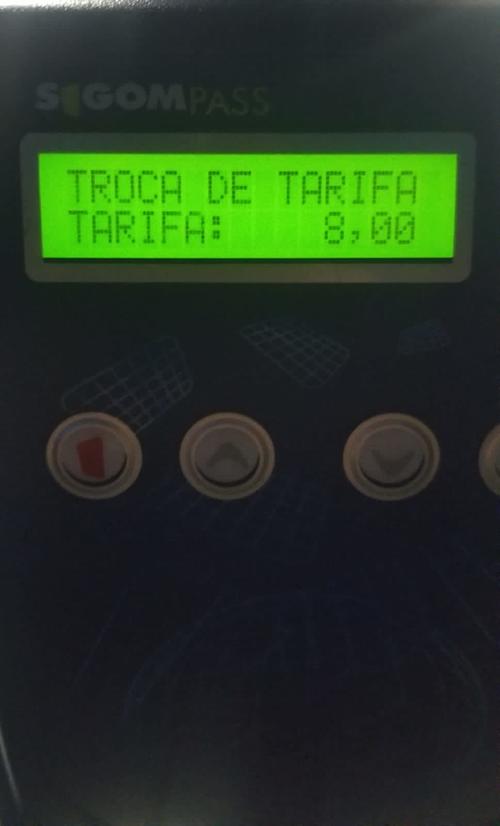 SIGOMPASS
TROCA DE TARIFA
TARIFA: 8,00